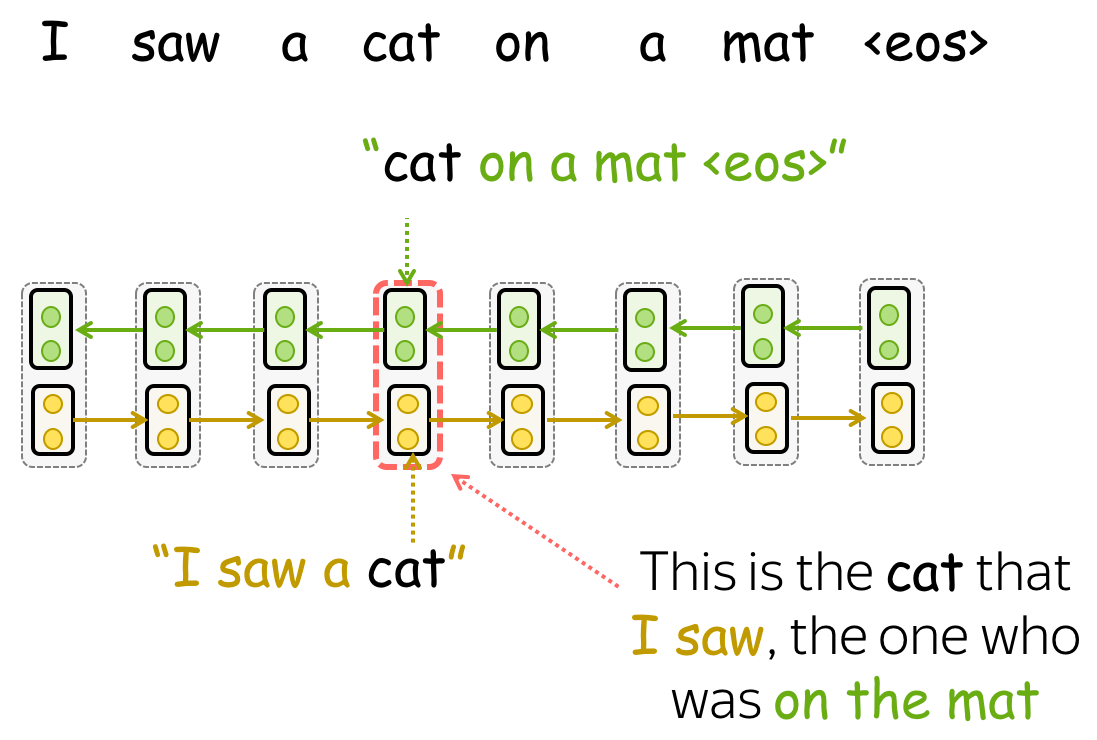 I saw a cat on a mat <eos>
“cat on a mat <eos>”
“I saw a cat”
This is the cat that
I saw, the one who
was on the mat